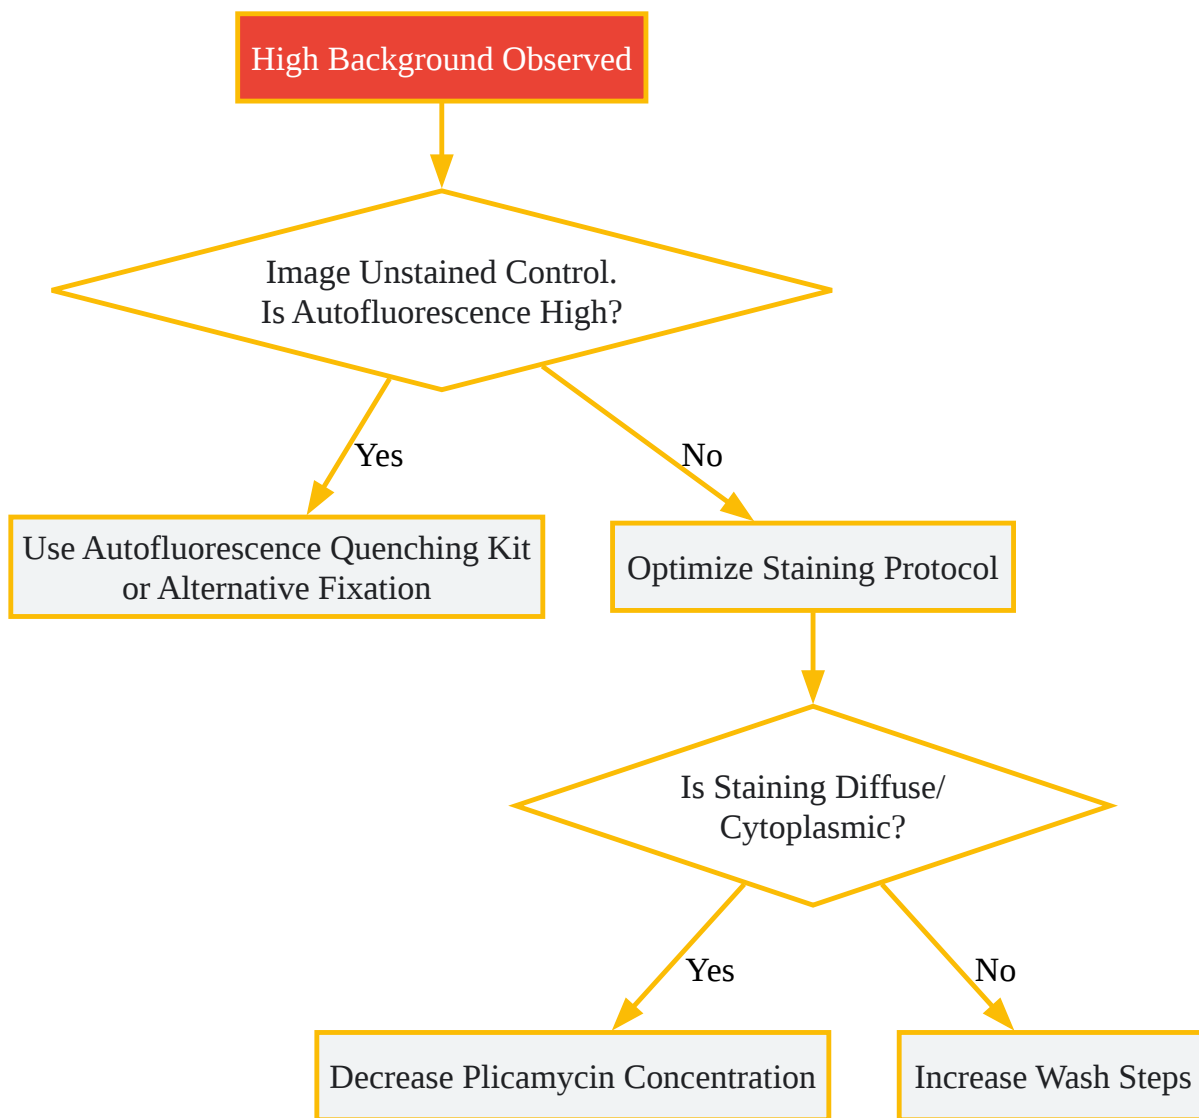 High Background Observed
Image Unstained Control.
Is Autofluorescence High?
Yes
No
Use Autofluorescence Quenching Kit
or Alternative Fixation
Optimize Staining Protocol
Is Staining Diffuse/
Cytoplasmic?
Yes
No
Decrease Plicamycin Concentration
Increase Wash Steps